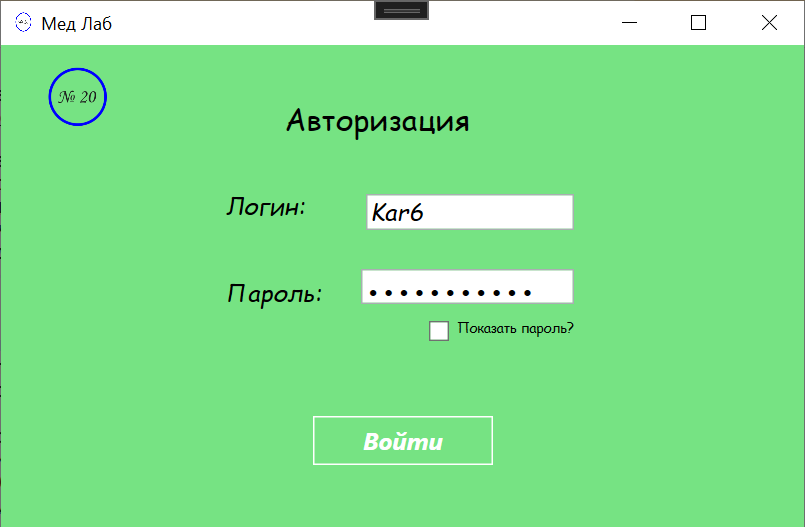 Мед Лаб
№ 20
Авторизация
Логин:
Kar6
Пароль:
•••••••••••
Показать пароль?
Войти